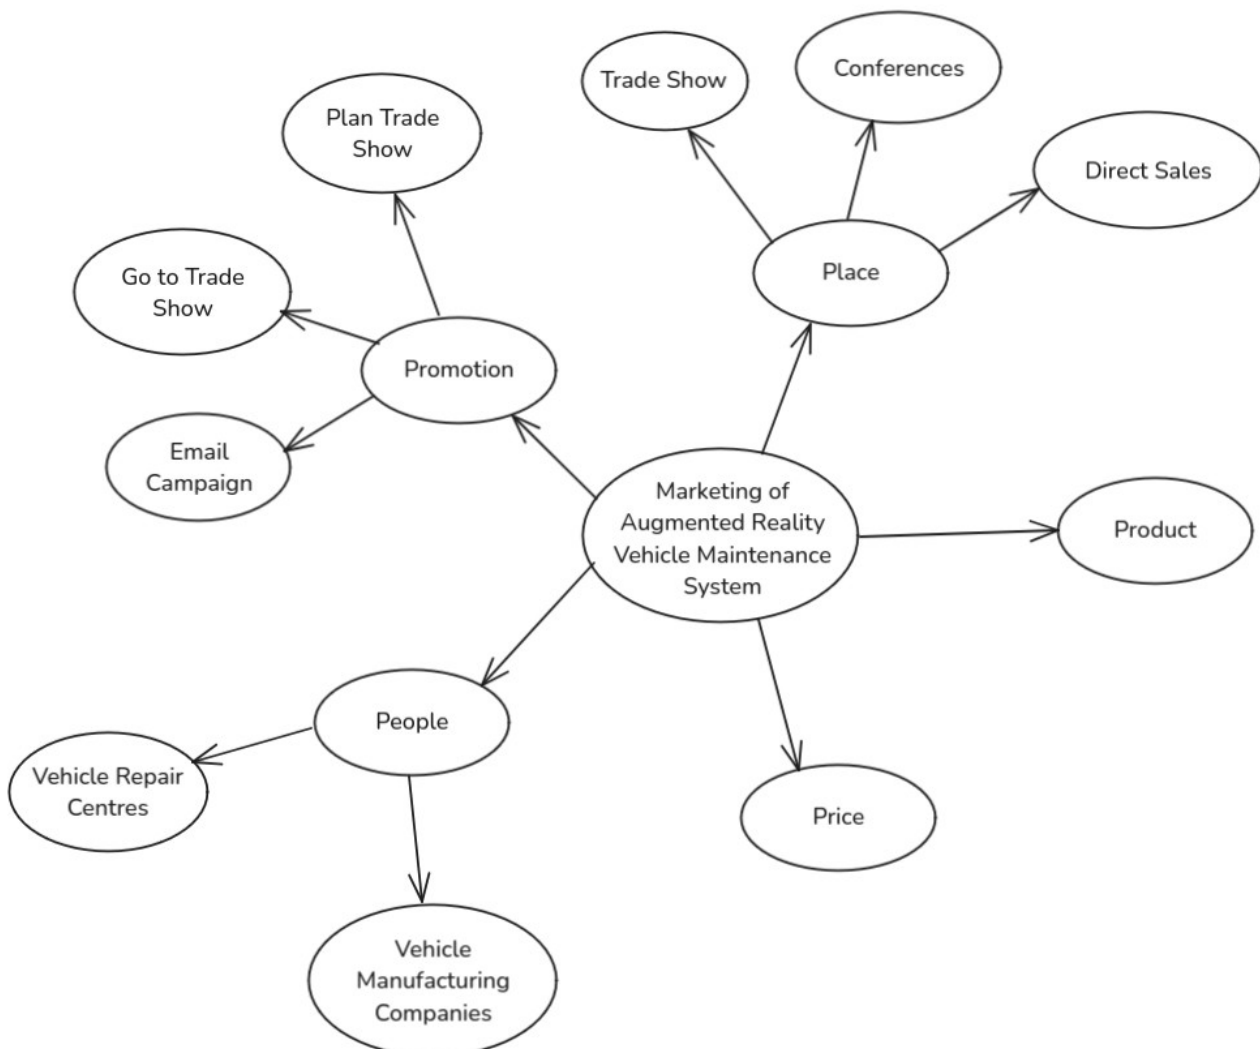 Trade Show
Conferences
Plan Trade
Show
Direct Sales
Go to Trade
Show
Place
Promotion
Email
Campaign
Marketing of
Augmented Reality
Vehicle Maintenance
System
Product
People
Vehicle Repair
Centres
Price
Vehicle
Manufacturing
Companies